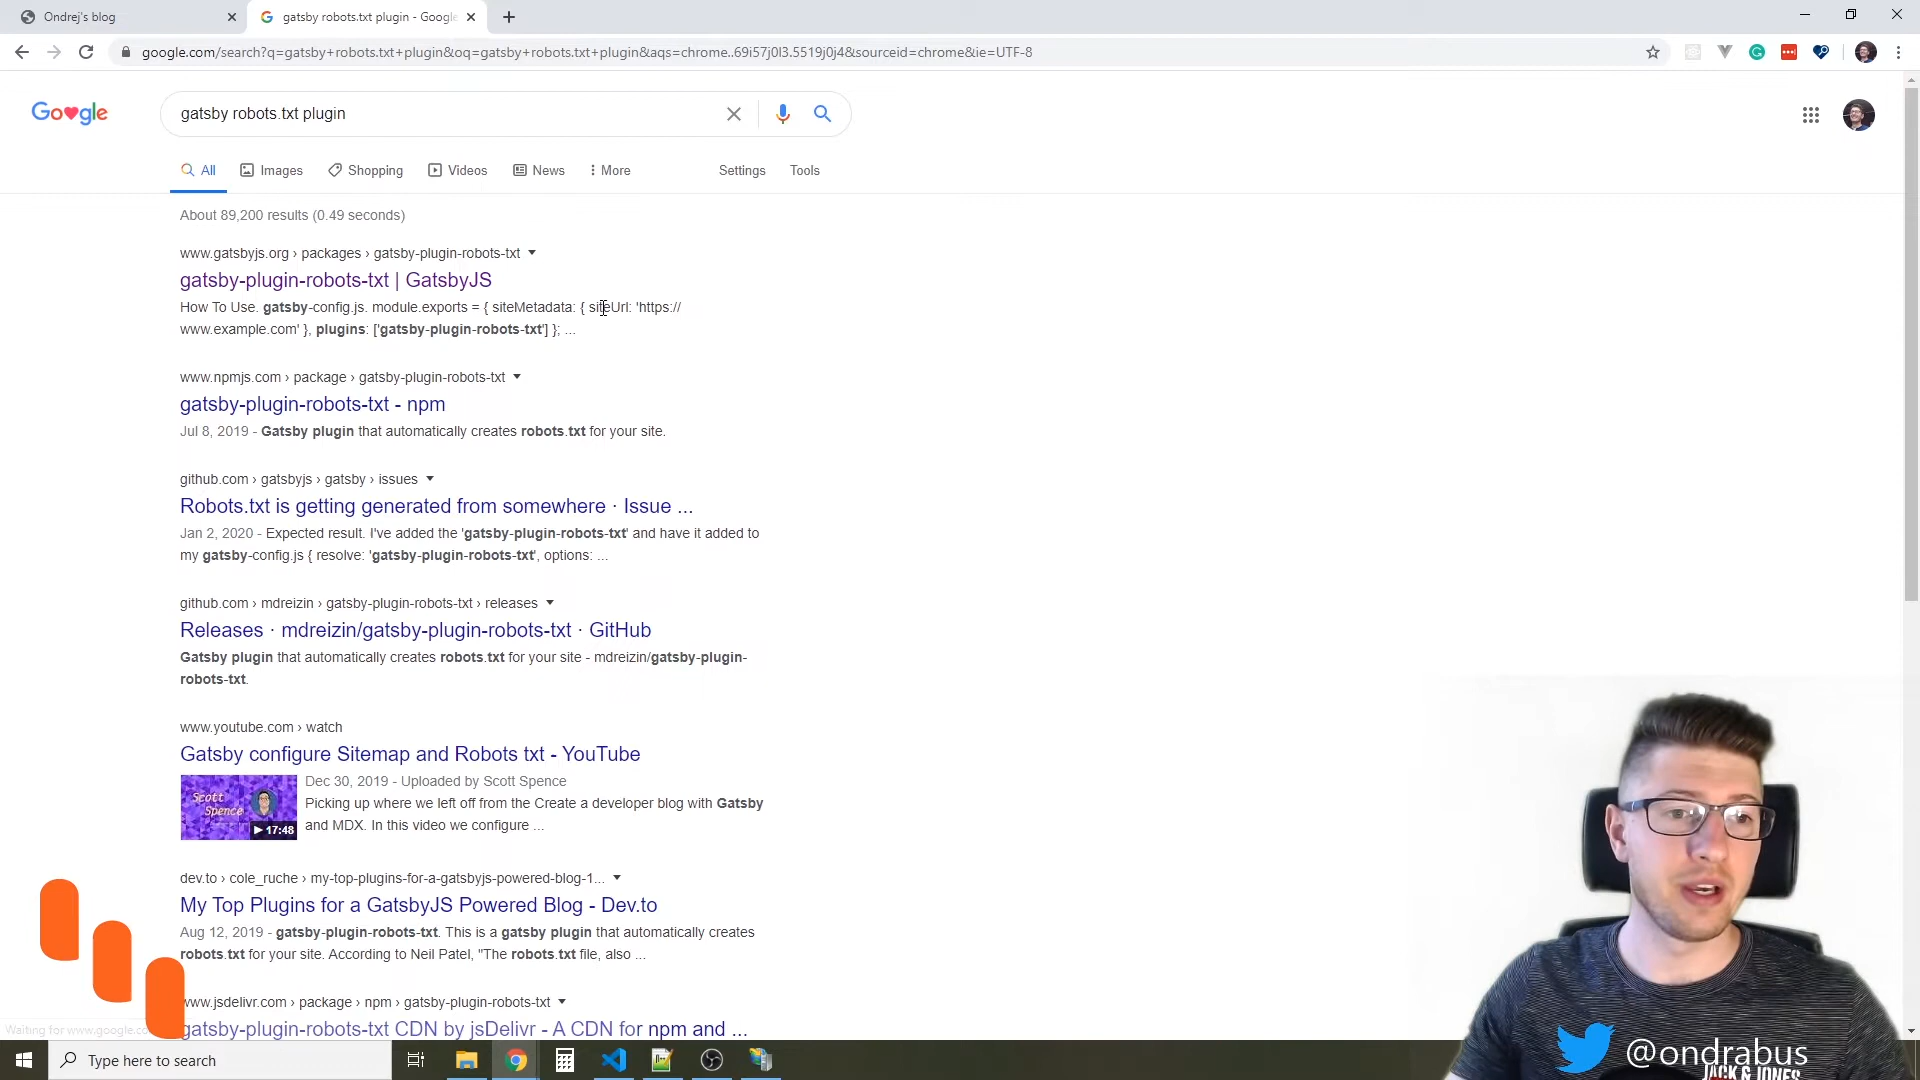 Ondrej's blog
gatsby robots.txt plugin - Google
google.com/search?q=gatsby+robots.txt+plugin&oq=gatsby+robots.txt+plugin&aqs=chrome..69i57j0l3.5519j0j4&sourceid=chrome&ie=UTF-8
Google
gatsby robots.txt plugin
All Images Shopping Videos News More Settings Tools
About 89,200 results (0.49 seconds)
www.gatsbyjs.org › packages › gatsby-plugin-robots-txt
gatsby-plugin-robots-txt | GatsbyJS
How To Use. gatsby-config.js. module.exports = { siteMetadata: { siteUrl: 'https://
www.example.com' }, plugins: ['gatsby-plugin-robots-txt'] }; ...
www.npmjs.com › package › gatsby-plugin-robots-txt
gatsby-plugin-robots-txt - npm
Jul 8, 2019 - Gatsby plugin that automatically creates robots.txt for your site.
github.com › gatsbyjs › gatsby › issues
Robots.txt is getting generated from somewhere · Issue ...
Jan 2, 2020 - Expected result. I've added the 'gatsby-plugin-robots-txt' and have it added to
my gatsby-config.js { resolve: 'gatsby-plugin-robots-txt', options: ...
github.com › mdreizin › gatsby-plugin-robots-txt › releases
Releases · mdreizin/gatsby-plugin-robots-txt · GitHub
Gatsby plugin that automatically creates robots.txt for your site - mdreizin/gatsby-plugin-
robots-txt.
www.youtube.com › watch
Gatsby configure Sitemap and Robots txt - YouTube
Scott
Spence
17:48
Dec 30, 2019 - Uploaded by Scott Spence
Picking up where we left off from the Create a developer blog with Gatsby
and MDX. In this video we configure ...
dev.to › cole_ruche › my-top-plugins-for-a-gatsbyjs-powered-blog-1...
My Top Plugins for a GatsbyJS Powered Blog - Dev.to
Aug 12, 2019 - gatsby-plugin-robots-txt. This is a gatsby plugin that automatically creates
robots.txt for your site. According to Neil Patel, "The robots.txt file, also ...
www.jsdelivr.com › package › npm › gatsby-plugin-robots-txt
gatsby-plugin-robots-txt CDN by jsDelivr - A CDN for npm and ...
Waiting for www.google.co
Type here to search
@ondrabus
JACK & JONES